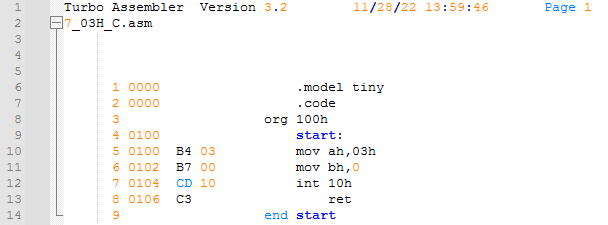 1 Turbo Assembler Version 3.2 11/28/22 13:59:46 Page 1
2 7_03H_C.asm
3
4
5
6 1 0000 .model tiny
7 2 0000 .code
8 3 org 100h
9 4 0100 start:
10 5 0100 B4 03 mov ah,03h
11 6 0102 B7 00 mov bh,0
12 7 0104 CD 10 int 10h
13 8 0106 C3 ret
14 9 end start